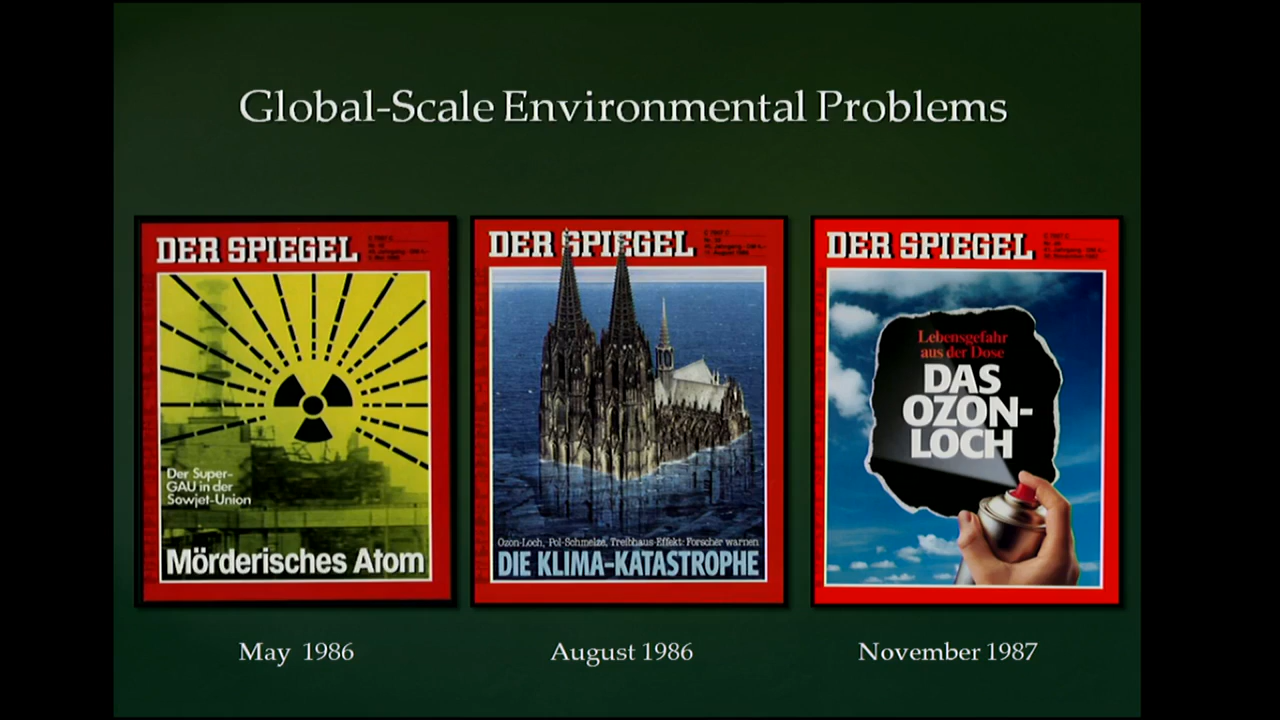 Global-Scale Environmental Problems
DER SPIEGEL
Der Super-
GAU in der
Sowjet-Union
Mörderisches Atom
May 1986
DER SPIEGEL
Ozon-Loch, Pol-Schmelze, Treibhaus-Effekt: Forscher warnen
DIE KLIMA-KATASTROPHE
August 1986
DER SPIEGEL
Lebensgefahr
aus der Dose
DAS
OZON-
LOCH
November 1987